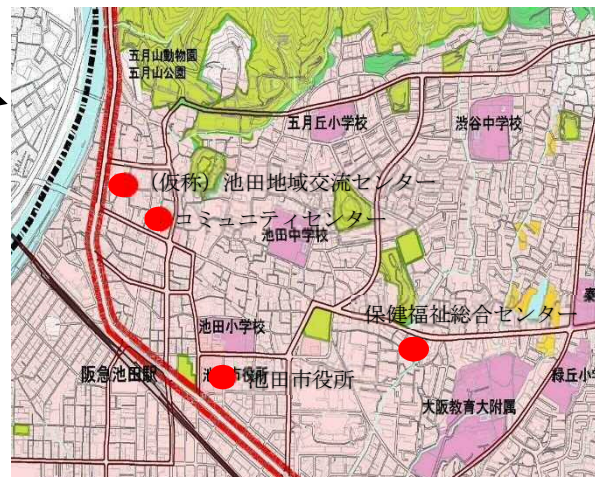 五月山動物園
五月山公園
五月丘小学校
渋谷中学校
(仮称)池田地域交流センター
コミュニティセンター
池田中学校
保健福祉総合センター
池田小学校
阪急池田駅
池田市役所
大阪教育大附属
緑丘小学
秦